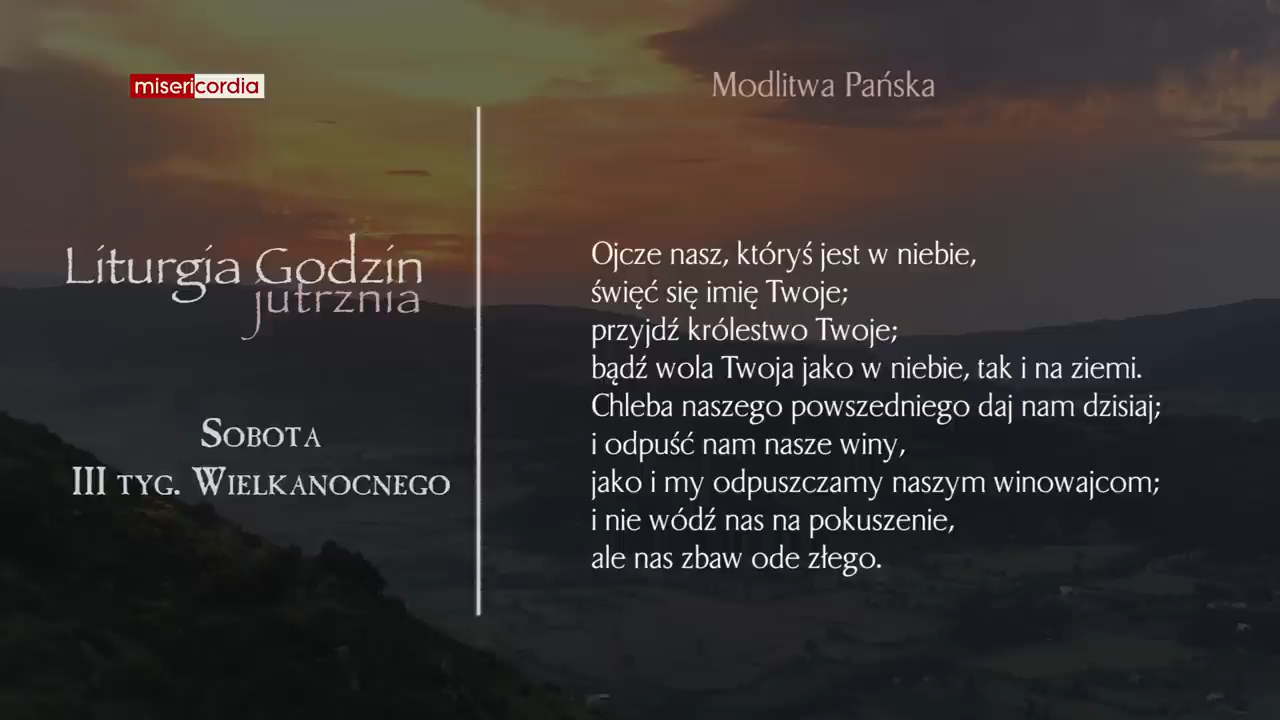 misericordia
Modlitwa Pańska
Liturgia Godzin
jutrznia
Sobota
III tyg. Wielkanocnego
Ojcze nasz, któryś jest w niebie,
święć się imię Twoje;
przyjdź królestwo Twoje;
bądź wola Twoja jako w niebie, tak i na ziemi.
Chleba naszego powszedniego daj nam dzisiaj;
i odpuść nam nasze winy,
jako i my odpuszczamy naszym winowajcom;
i nie wódź nas na pokuszenie,
ale nas zbaw ode złego.